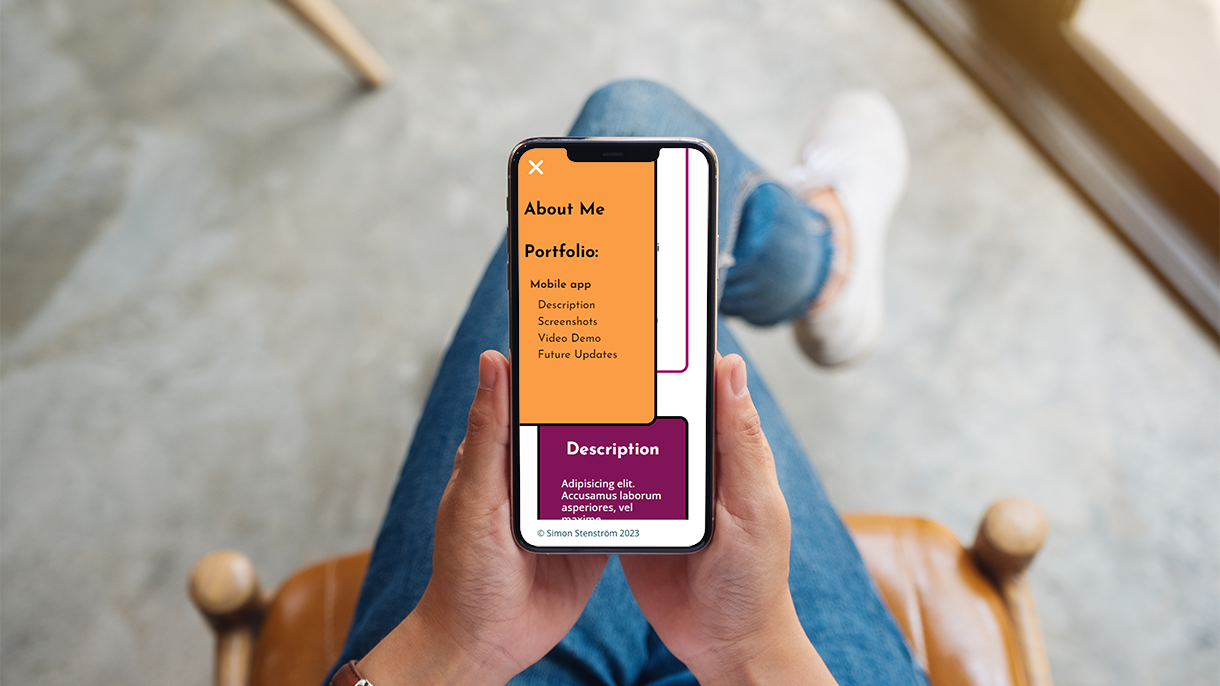 About Me
Portfolio:
Mobile app
Description
Screenshots
Video Demo
Future Updates
Description
Adipisicing elit.
Accusamus laborum
asperiores, vel
maxime
© Simon Stenström 2023